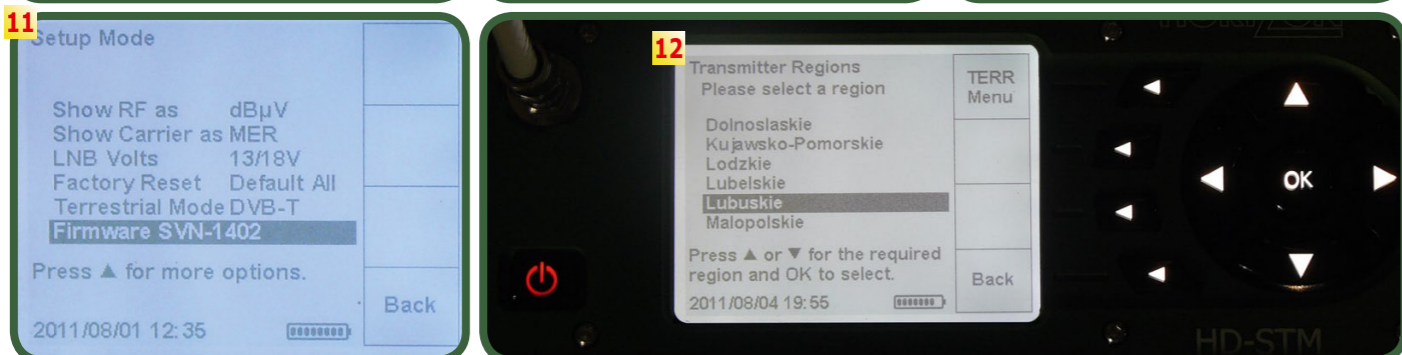 11
Setup Mode
Show RF as dBµV
Show Carrier as MER
LNB Volts 13/18V
Factory Reset Default All
Terrestrial Mode DVB-T
Firmware SVN-1402
Press ▲ for more options.
Back
2011/08/01 12:35
12
Transmitter Regions
Please select a region
TERR
Menu
Dolnoslaskie
Kujawsko-Pomorskie
Lodzkie
Lubelskie
Lubuskie
Malopolskie
Press ▲ or ▼ for the required
region and OK to select.
Back
2011/08/04 19:55
OK
HD-STM